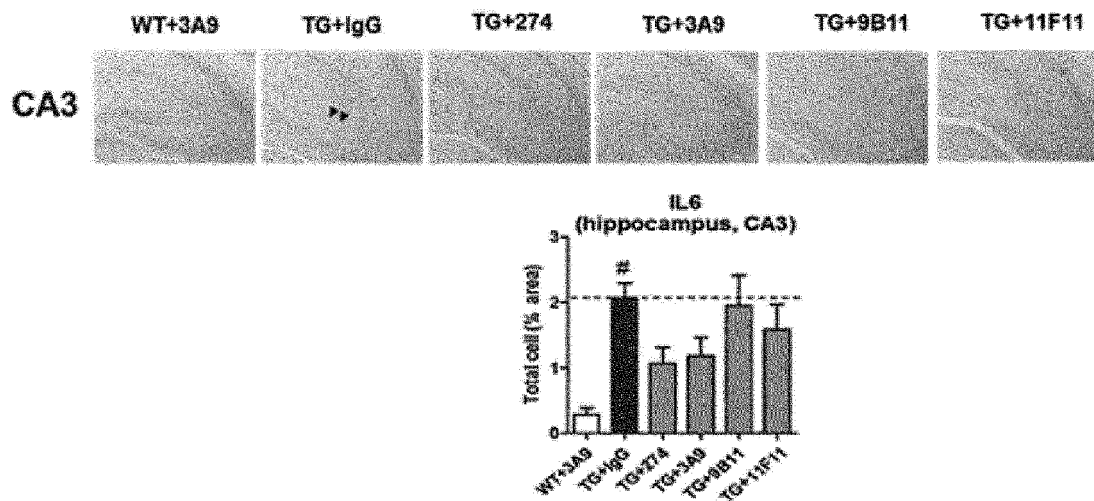 WT+3A9 TG+IgG TG+274 TG+3A9 TG+9B11 TG+11F11
CA3
IL6
(hippocampus, CA3)
Total cell (% area)
3
#
2
1
0
WT+3A9 TG+IgG TG+274 TG+3A9 TG+9B11 TG+11F11